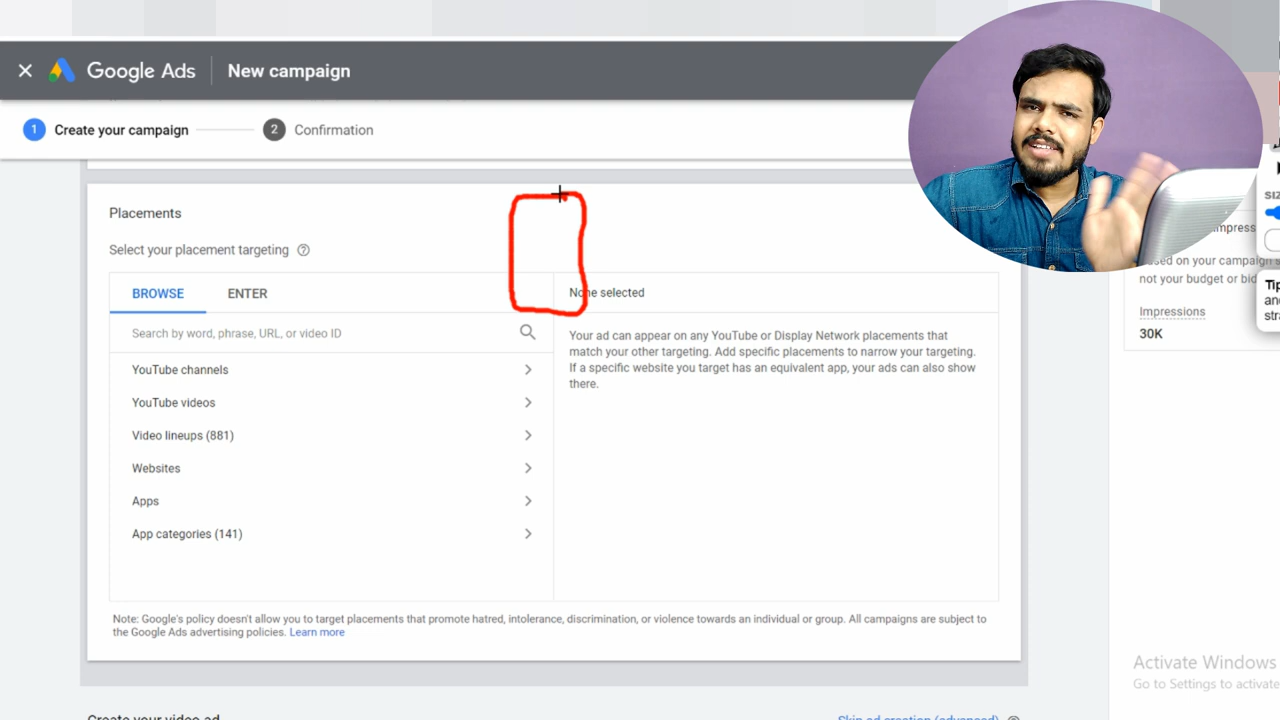 Google Ads
New campaign
1 Create your campaign
2 Confirmation
Placements
Select your placement targeting
BROWSE
ENTER
None selected
Search by word, phrase, URL, or video ID
Your ad can appear on any YouTube or Display Network placements that
match your other targeting. Add specific placements to narrow your targeting.
If a specific website you target has an equivalent app, your ads can also show
there.
YouTube channels
YouTube videos
Video lineups (881)
Websites
Apps
App categories (141)
Note: Google's policy doesn't allow you to target placements that promote hatred, intolerance, discrimination, or violence towards an individual or group. All campaigns are subject to
the Google Ads advertising policies. Learn more
Create your video ad
Skip ad creation (advanced)
not your budget or bid
Impressions
30K
Tip
Activate Windows
Go to Settings to activate